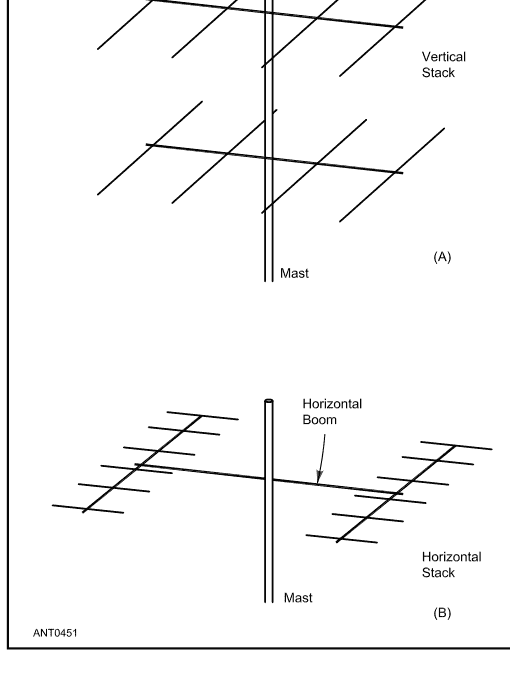 Vertical
Stack
(A)
Mast
Horizontal
Boom
Horizontal
Stack
Mast
(B)
ANT0451